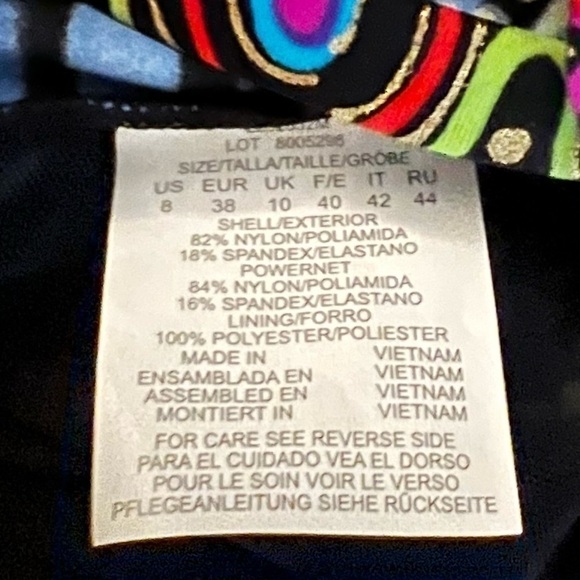 LOT 8005296
SIZE/TALLA/TAILLE/GRÖBE
US EUR UK F/E IT RU
8 38 10 40 42 44
SHELL/EXTERIOR
82% NYLON/POLIAMIDA
18% SPANDEX/ELASTANO
POWERNET
84% NYLON/POLIAMIDA
16% SPANDEX/ELASTANO
LINING/FORRO
100% POLYESTER/POLIESTER
MADE IN VIETNAM
ENSAMBLADA EN VIETNAM
ASSEMBLED EN VIETNAM
MONTIERT IN VIETNAM
FOR CARE SEE REVERSE SIDE
PARA EL CUIDADO VEA EL DORSO
POUR LE SOIN VOIR LE VERSO
PFLEGEANLEITUNG SIEHE RÜCKSEITE